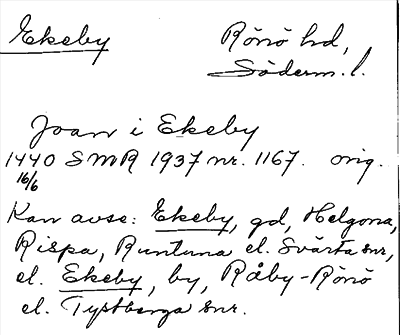 Ekeby
Rönö hd,
Söderm. l.
Joan i Ekeby
1440 SMR 1937 nr. 1167. orig.
16/6
Kan avse: Ekeby, gd, Helgona,
Rispa, Runtuna el. Svärta snr,
el. Ekeby, by, Råby-Rönö
el. Tystberga snr.